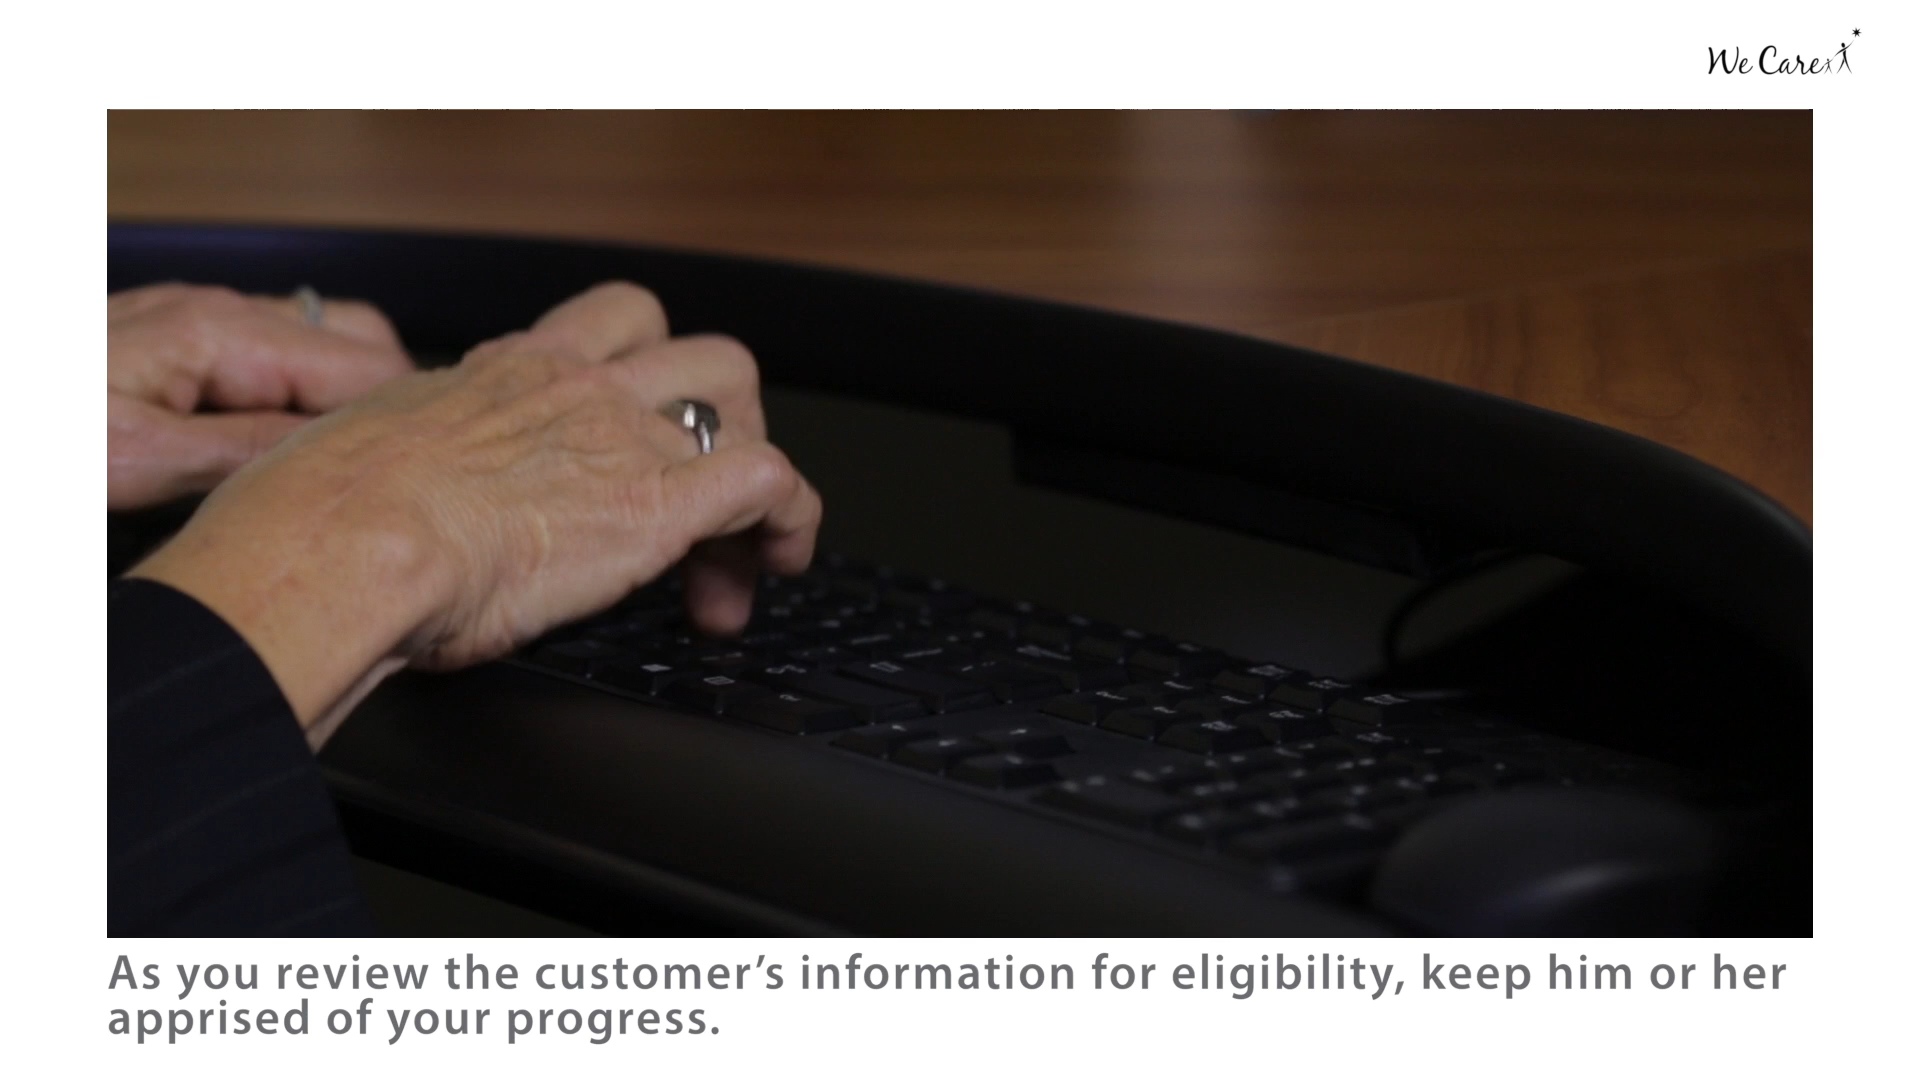 We Care
As you review the customer’s information for eligibility, keep him or her
apprised of your progress.